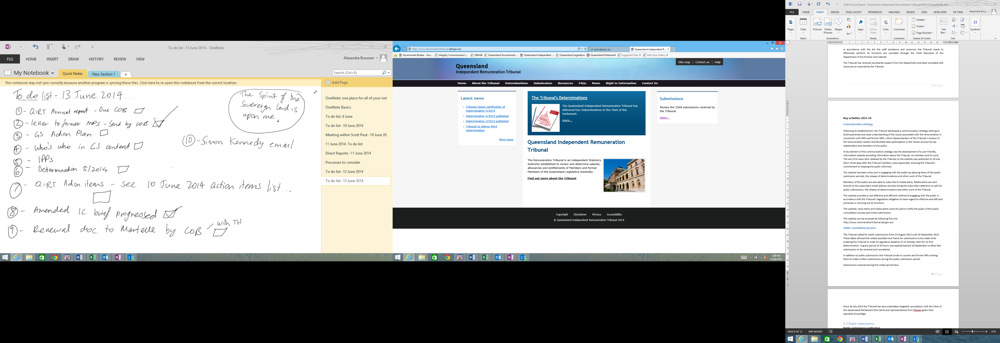 To do list -13 June 2014 - OneNote
FILE HOME INSERT DRAW HISTORY REVIEW VIEW
Alexandra Brouwer
My Notebook Quick Notes New Section 1 +
Search (Ctrl+E)
This notebook may not sync correctly because another program is syncing these files. Click here to re-open this notebook from the correct location.
To do list - 13 June 2014
Thursday, 12 June 2014 4:47 PM
The Spirit of the
Sovereign Lord is
upon me.
① - QIRT Annual report - Due COB
② - letter to former MPs - Send by COB
③ - GS Action Plan
④ - Who's who in GS content
⑤ - IPPs
⑥ - Determination 5/2014
⑦ - QIRT Action items - see 10 June 2014 action items list...
⑧ - Amended IC brief progressed
⑨ - Renewal doc to Martelle by COB with TH
⑩ - Simon Kennedy email
Add Page
OneNote: one place for all of your not
OneNote Basics
To do list. 6 June
To do list -10 June 2014
Meeting within Scott Peut -10 June 20
11 June 2014. To do list
Direct Reports -11 June 2014
Processes to consider
To do list -12 June 2014
To do list -13 June 2014
http://www.remunerationtribunal.qld.gov.au/
qcat.qld.gov.au
Queensland Independent R...
Government Bodies - Gov... Integrity Commissioner L... QRAGB Queensland Government ... Queensland Independent ... Queensland Legislation Queensland Parliament Suggested Sites Web Slice Gallery
Site map | Contact us | Help
Queensland
Independent Remuneration Tribunal
Home About the Tribunal Determinations Submissions Resources FAQs News Right to Information Contact Us
Latest news
Tribunal issues clarification of
Determination 3/2014
Determination 4/2014 published
Determination 3/2014 published
Tribunal to deliver third
Determination
More news
The Tribunal's Determinations
The Queensland Independent Remuneration Tribunal has
delivered four Determinations to the Clerk of the
Parliament.
more...
Queensland Independent Remuneration
Tribunal
The Remuneration Tribunal is an independent Statutory
Authority established to review and determine salaries,
allowances and entitlements of Members and former
Members of the Queensland Legislative Assembly.
Find out more about the Tribunal
Submissions
Review the 2568 submissions received by
the Tribunal.
more...
Copyright Disclaimer Privacy Accessibility
© Queensland Independent Remuneration Tribunal 2014
1:40 PM
13/06/2014
Draft Annual Report - Queensland Independent Remuneration Tribunal.DOCX [Compatibility Mo...
FILE HOME INSERT DESIGN PAGE LAYOUT REFERENCES MAILINGS REVIEW VIEW DEVELOPER HP TRIM
Alexandra Brou...
Pages Table Pictures Online Pictures Shapes Apps Online Video Links Comment Header Footer Page Number Text Box Symbols
Tables Illustrations Media Comments Header & Footer Text
In accordance with the Act the staff assistance and resources the Tribunal needs to
effectively perform its functions are provided through the Chief Executive of the
Department of the Premier and Cabinet.
The Tribunal has received secretariat support from the Department and been provided with
resources as required by the Tribunal.
7 | Page
Key activities 2013-14
Communication strategy
Following its establishment, the Tribunal developed a communication strategy seeking to
build awareness and raise understanding of the issues associated with the remuneration in
connection with MPs and former MPs, inform Queenslanders of the Tribunal's reviews of
the remuneration system and facilitate easy participation in the review process by key
stakeholders and members of the public.
A key element of the communication strategy was the development of a user friendly,
informative website providing information about the Tribunal, its members and its work.
The very first news item released by the Tribunal on the website was published on 19 July
2013, three days after the Tribunal members were appointed, showing the Tribunal's
commitment to keeping the public informed.
The website has been a key tool in engaging with the public by advising them of the public
submission periods, the release of determinations and other work of the Tribunal.
Members of the public are also able to subscribe to media alerts. Media alerts are sent
directly to the subscribers email address and also bring the subscribers attention to calls for
public submissions, the release of determinations and other work of the Tribunal.
The website provides a cost effective and efficient method of engaging with the public in
accordance with the Tribunal's legislative obligation to have regard to effective and efficient
processes in carrying out its functions.
The website, news items and media alerts were all used to notify the public of the public
consultation process and invite submissions.
The website can be accessed by following this link:
http://www.remunerationtribunal.qld.gov.au/
Public consultation process
The Tribunal called for public submissions from 23 August 2013 until 10 September 2013.
These dates allowed the widest possible time frame for submissions to be made while
enabling the Tribunal to meet its legislative deadline of 15 October 2013 for its first
Determination. A grace period of 24 hours was applied beyond 10 September to allow late
submissions to be received and considered.
In addition to public submissions the Tribunal wrote to current and former MPs inviting
them to make written submissions during the public submission period.
Submissions received during this initial period have
8 | Page
Since 16 July 2013 the Tribunal has also undertaken targeted consultation with the Clerk of
the Queensland Parliament (the Clerk) and representatives from QSuper given their
specialist knowledge.
2.3 Public submissions
Public submission notification
PAGE 8 OF 12 3054 WORDS
81%